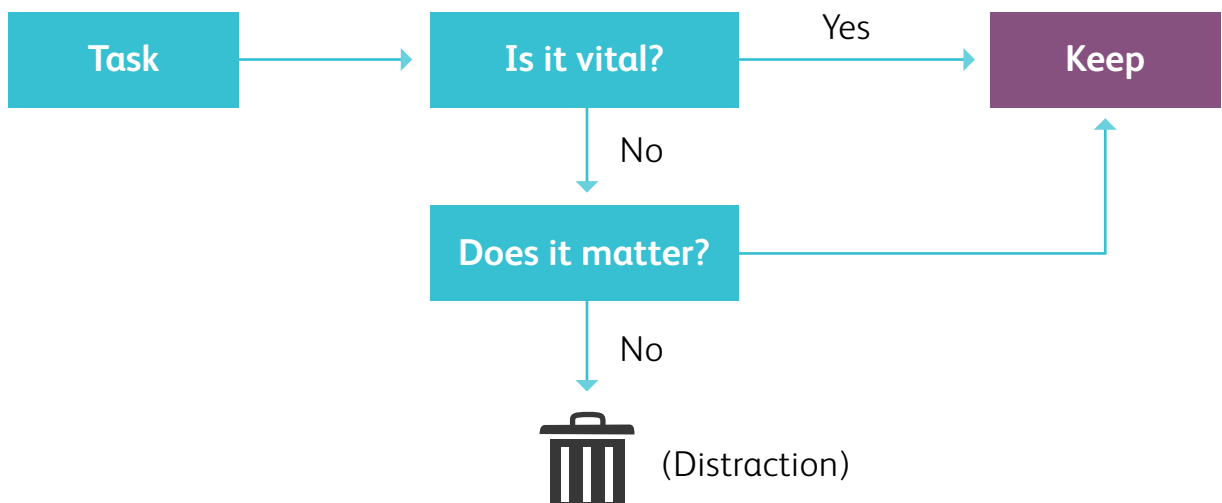 Task
Is it vital?
Yes
Keep
No
Does it matter?
No
(Distraction)